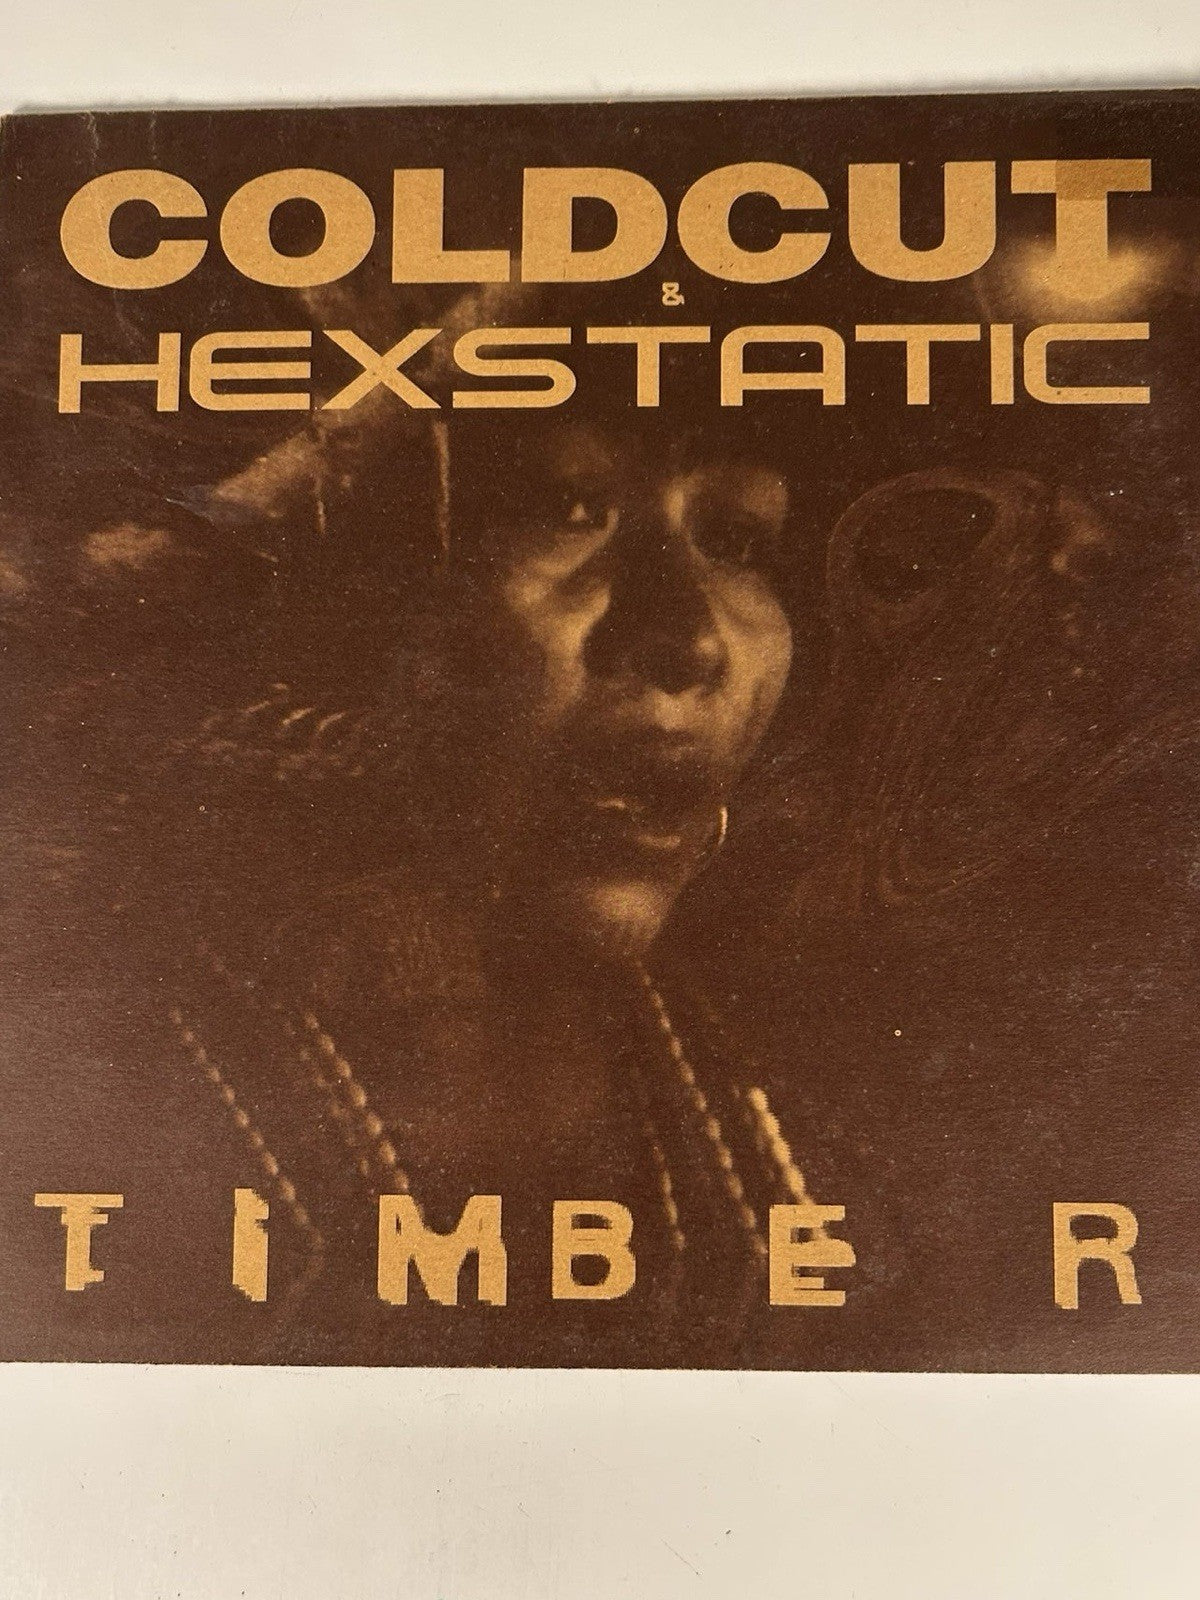 COLDCUT
&
HEXSTATIC
TIMBER